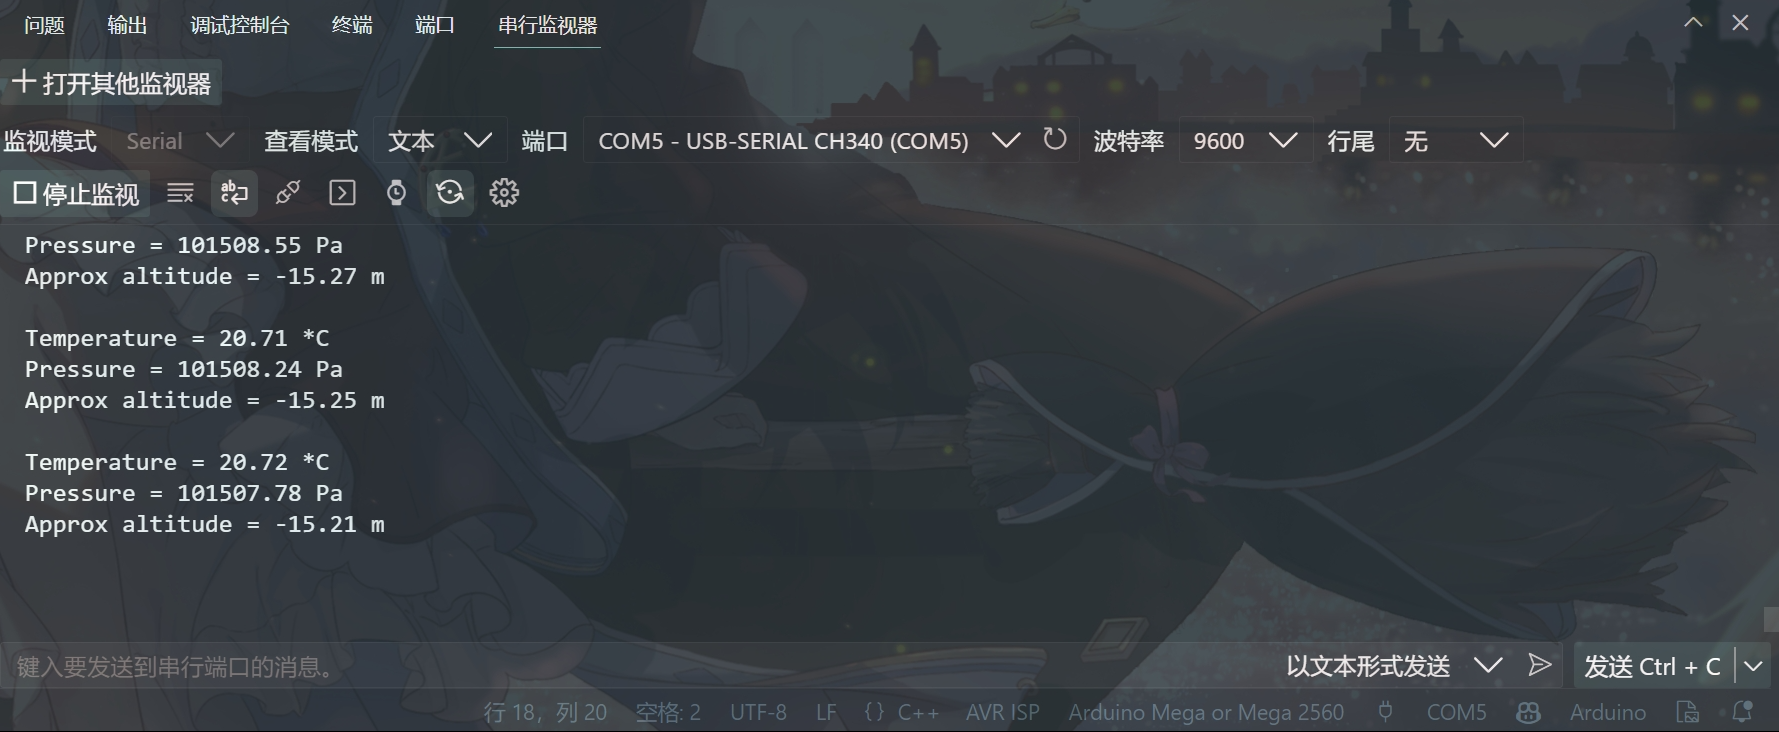 问题 输出 调试控制台 终端 端口 串行监视器
打开其他监视器
监视模式 Serial 查看模式 文本 端口 COM5 - USB-SERIAL CH340 (COM5) 波特率 9600 行尾 无
停止监视
Pressure = 101508.55 Pa
Approx altitude = -15.27 m
Temperature = 20.71 *C
Pressure = 101508.24 Pa
Approx altitude = -15.25 m
Temperature = 20.72 *C
Pressure = 101507.78 Pa
Approx altitude = -15.21 m
键入要发送到串行端口的消息。 以文本形式发送 发送 Ctrl + C
行 18，列 20 空格: 2 UTF-8 LF {} C++ AVR ISP Arduino Mega or Mega 2560 COM5 Arduino